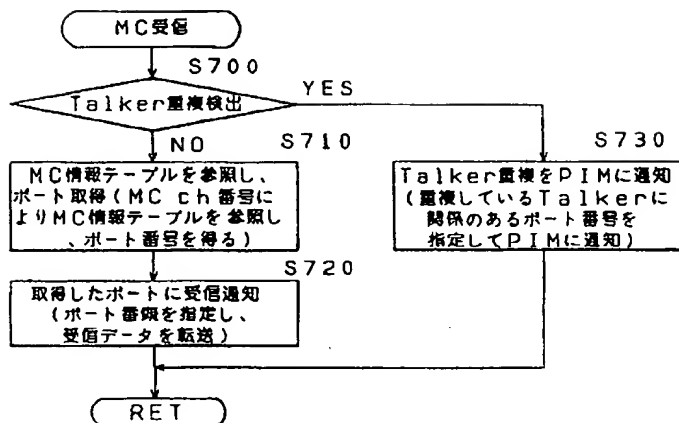 MC受信
S700
Talker重複検出
YES
NO
S710
MC情報テーブルを参照し、
ポート取得(MC ch番号に
よりMC情報テーブルを参照し
、ポート番号を得る)
S730
Talker重複をPIMに通知
(重複しているTalkerに
関係のあるポート番号を
指定してPIMに通知)
S720
取得したポートに受信通知
(ポート番号を指定し、
受信データを転送)
RET